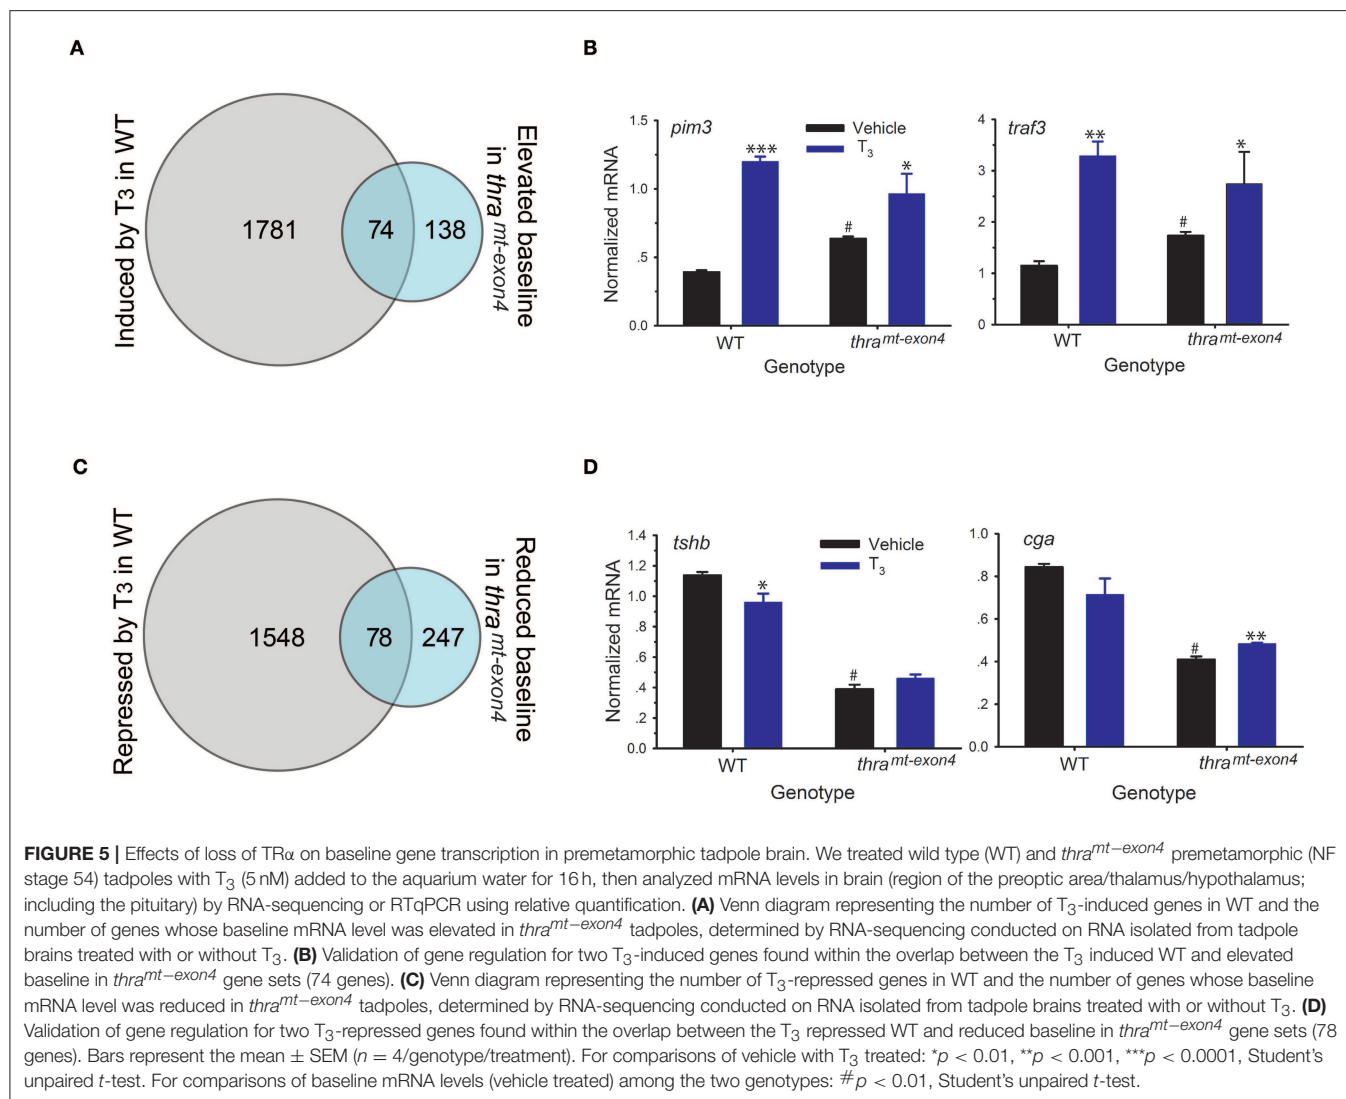 A
Induced by T3 in WT
1781
74
138
Elevated baseline
in thra mt-exon4
B
Normalized mRNA
1.5
1.0
.5
0.0
pim3
Vehicle
T3
***
#
*
WT
thra mt-exon4
Genotype
4
3
2
1
0
traf3
**
#
*
WT
thra mt-exon4
Genotype
C
Repressed by T3 in WT
1548
78
247
Reduced baseline
in thra mt-exon4
D
Normalized mRNA
1.4
1.2
1.0
.8
.6
.4
.2
0.0
tshb
Vehicle
T3
*
#
WT
thra mt-exon4
Genotype
1.0
.8
.6
.4
.2
0.0
cga
#
**
WT
thra mt-exon4
Genotype
FIGURE 5 | Effects of loss of TRα on baseline gene transcription in premetamorphic tadpole brain. We treated wild type (WT) and thra mt−exon4 premetamorphic (NF
stage 54) tadpoles with T3 (5 nM) added to the aquarium water for 16 h, then analyzed mRNA levels in brain (region of the preoptic area/thalamus/hypothalamus;
including the pituitary) by RNA-sequencing or RTqPCR using relative quantification. (A) Venn diagram representing the number of T3-induced genes in WT and the
number of genes whose baseline mRNA level was elevated in thra mt−exon4 tadpoles, determined by RNA-sequencing conducted on RNA isolated from tadpole
brains treated with or without T3. (B) Validation of gene regulation for two T3-induced genes found within the overlap between the T3 induced WT and elevated
baseline in thra mt−exon4 gene sets (74 genes). (C) Venn diagram representing the number of T3-repressed genes in WT and the number of genes whose baseline
mRNA level was reduced in thra mt−exon4 tadpoles, determined by RNA-sequencing conducted on RNA isolated from tadpole brains treated with or without T3. (D)
Validation of gene regulation for two T3-repressed genes found within the overlap between the T3 repressed WT and reduced baseline in thra mt−exon4 gene sets (78
genes). Bars represent the mean ± SEM (n = 4/genotype/treatment). For comparisons of vehicle with T3 treated: *p < 0.01, **p < 0.001, ***p < 0.0001, Student's
unpaired t-test. For comparisons of baseline mRNA levels (vehicle treated) among the two genotypes: #p < 0.01, Student's unpaired t-test.